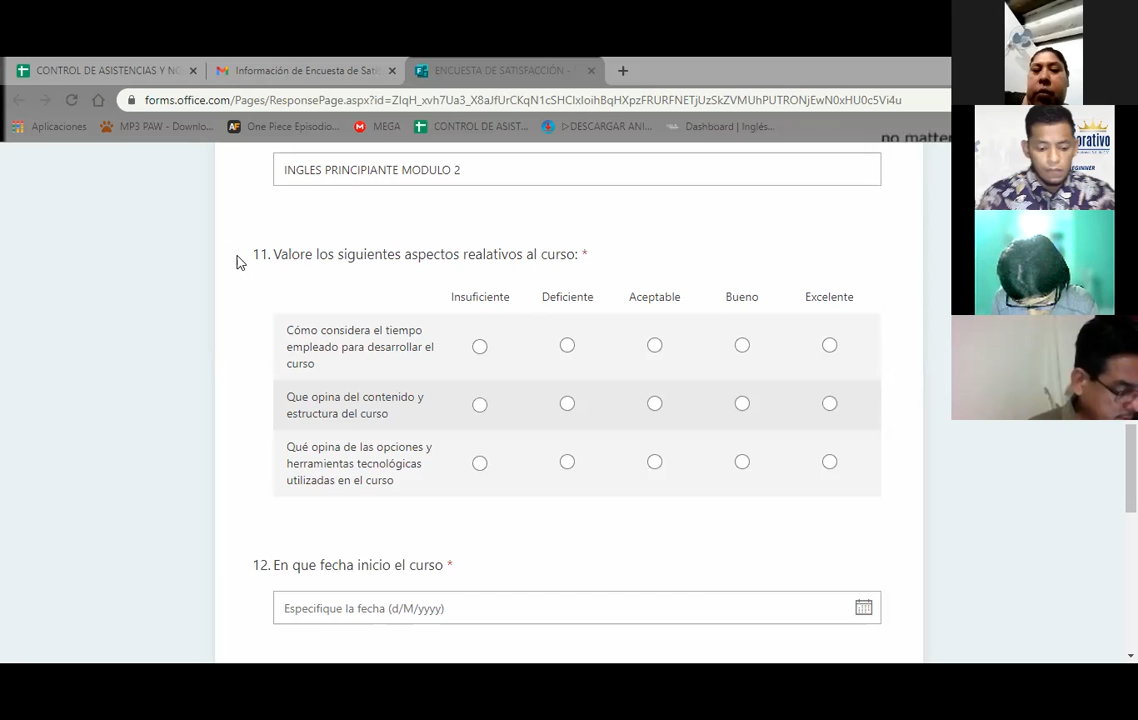 CONTROL DE ASISTENCIAS Y NO
Información de Encuesta de Sati
ENCUESTA DE SATISFACCIÓN -
forms.office.com/Pages/ResponsePage.aspx?id=ZIqH_xvh7Ua3_X8aJfUrCKqN1cSHClxIoihBqHXpzFRURFNETjUzSkZVMUhPUTRONjEwN0xHU0c5Vi4u
Aplicaciones
MP3 PAW - Downlo...
One Piece Episodio...
MEGA
CONTROL DE ASIST...
▷DESCARGAR ANI...
Dashboard | Inglés...
no matter
INGLES PRINCIPIANTE MODULO 2
11. Valore los siguientes aspectos realativos al curso: *
Insuficiente Deficiente Aceptable Bueno Excelente
Cómo considera el tiempo
empleado para desarrollar el
curso
Que opina del contenido y
estructura del curso
Qué opina de las opciones y
herramientas tecnológicas
utilizadas en el curso
12. En que fecha inicio el curso *
Especifique la fecha (d/M/yyyy)
orativo
GINNER